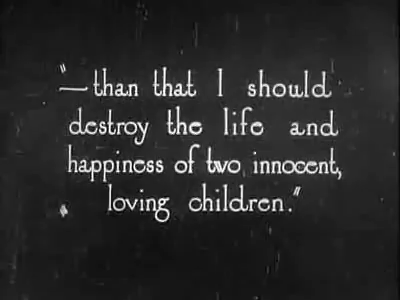 "—than that I should
destroy the life and
happiness of two innocent,
loving children."